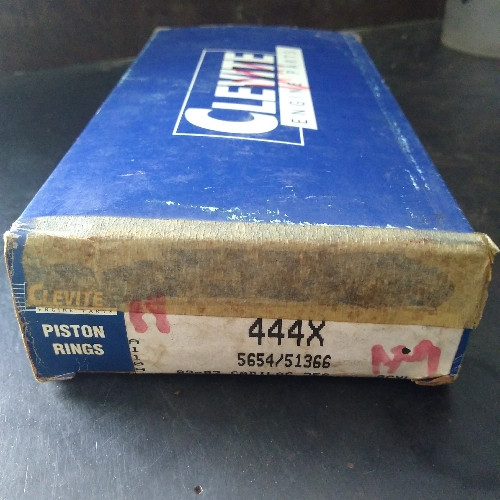 CLEVITE
ENGINE PARTS
CLEVITE
ENGINE PARTS
PISTON
RINGS
444X
5654/51366